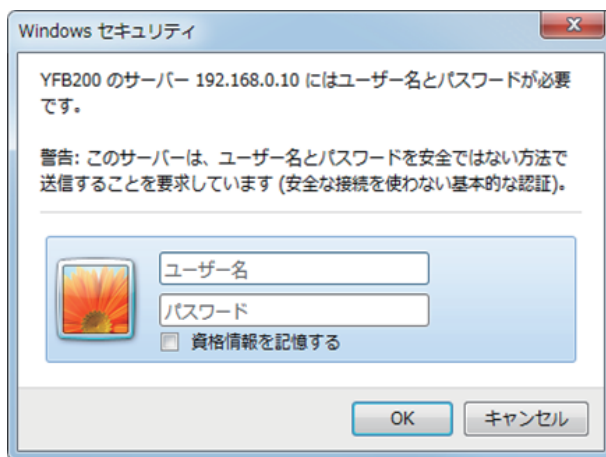 Windows セキュリティ
YFB200 のサーバー 192.168.0.10 にはユーザー名とパスワードが必要
です。
警告: このサーバーは、ユーザー名とパスワードを安全ではない方法で
送信することを要求しています (安全な接続を使わない基本的な認証)。
ユーザー名
パスワード
資格情報を記憶する
OK キャンセル